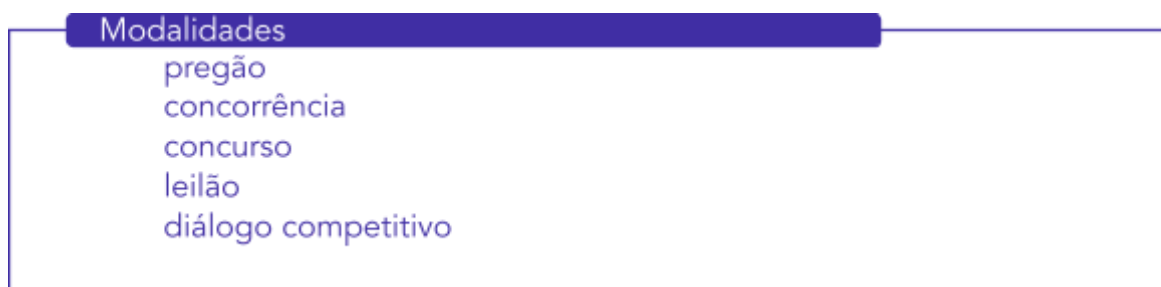 Modalidades
pregão
concorrência
concurso
leilão
diálogo competitivo